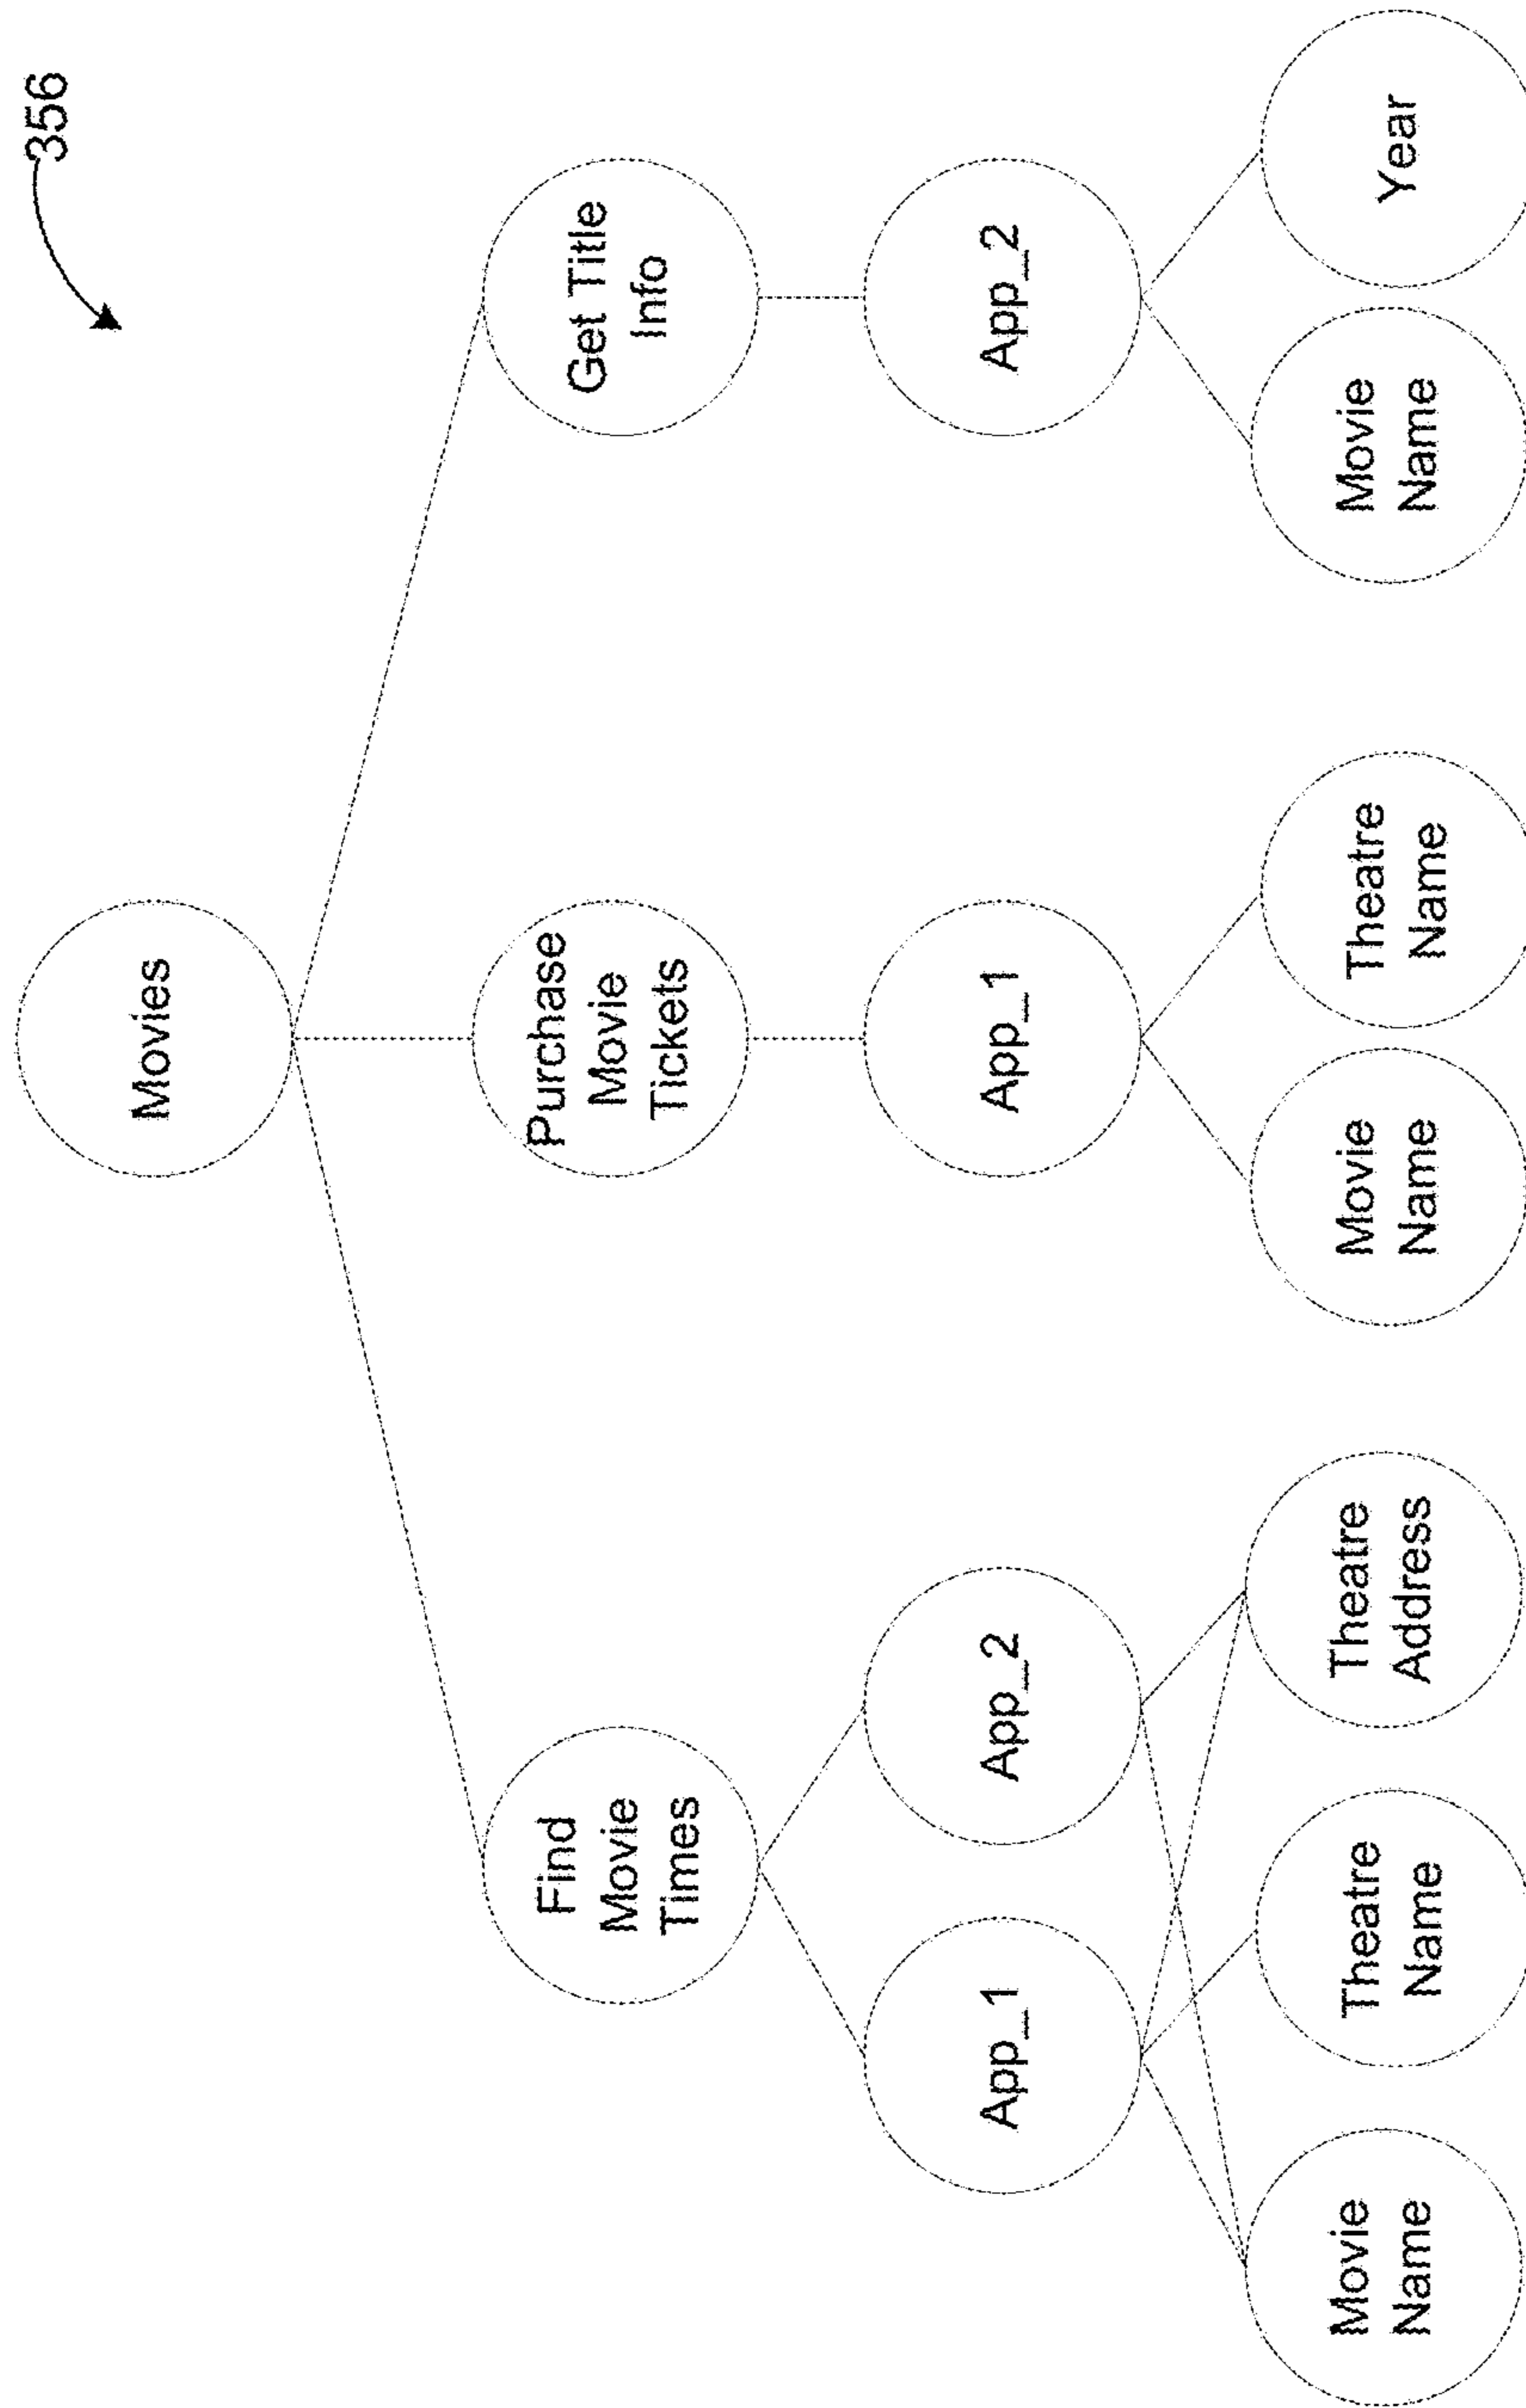 356
Movies
Find
Movie
Times
Purchase
Movie
Tickets
Get Title
Info
App_1
App_2
App_1
App_2
Movie
Name
Theatre
Name
Theatre
Address
Movie
Name
Theatre
Name
Movie
Name
Year